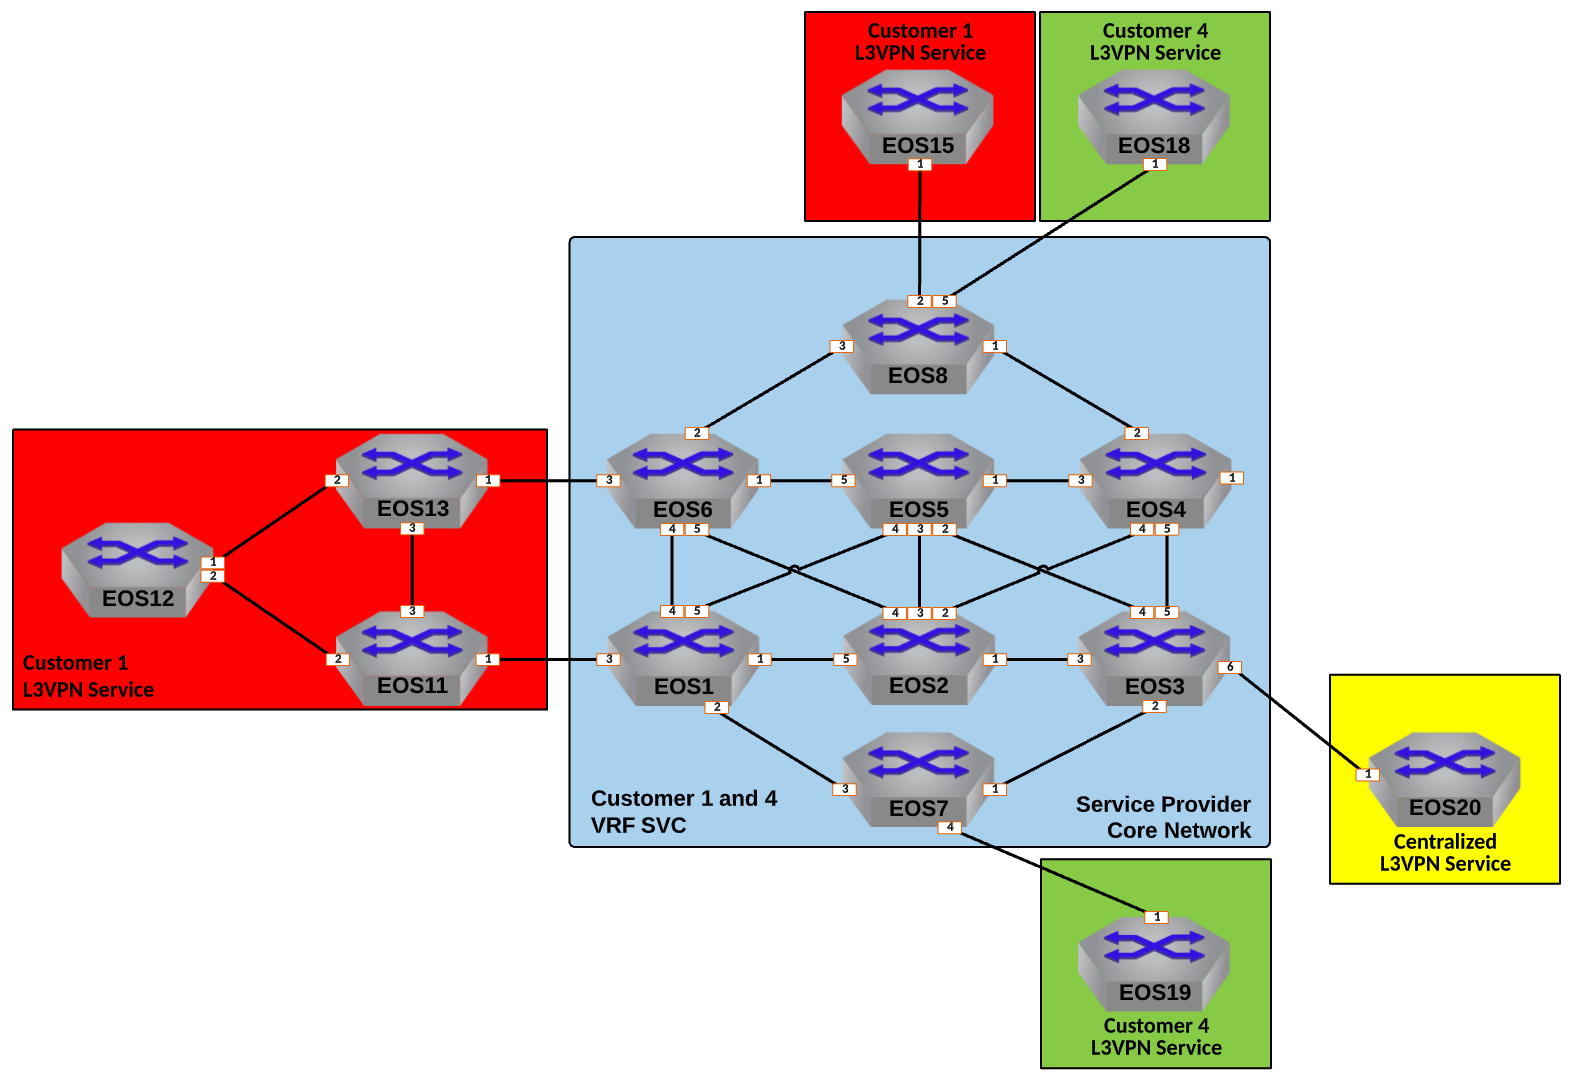 Customer 1
L3VPN Service
EOS15
1
Customer 4
L3VPN Service
EOS18
1
2 5
3
1
EOS8
2
3
1
EOS6
4 5
5
1
EOS5
4 3 2
2
3
1
EOS4
4 5
2
1
EOS13
3
1
2
EOS12
3
2
1
EOS11
Customer 1
L3VPN Service
4 5
3
1
EOS1
2
4 3 2
5
1
EOS2
4 5
3
6
EOS3
2
3
1
EOS7
4
Customer 1 and 4
VRF SVC
Service Provider
Core Network
1
EOS20
Centralized
L3VPN Service
1
EOS19
Customer 4
L3VPN Service